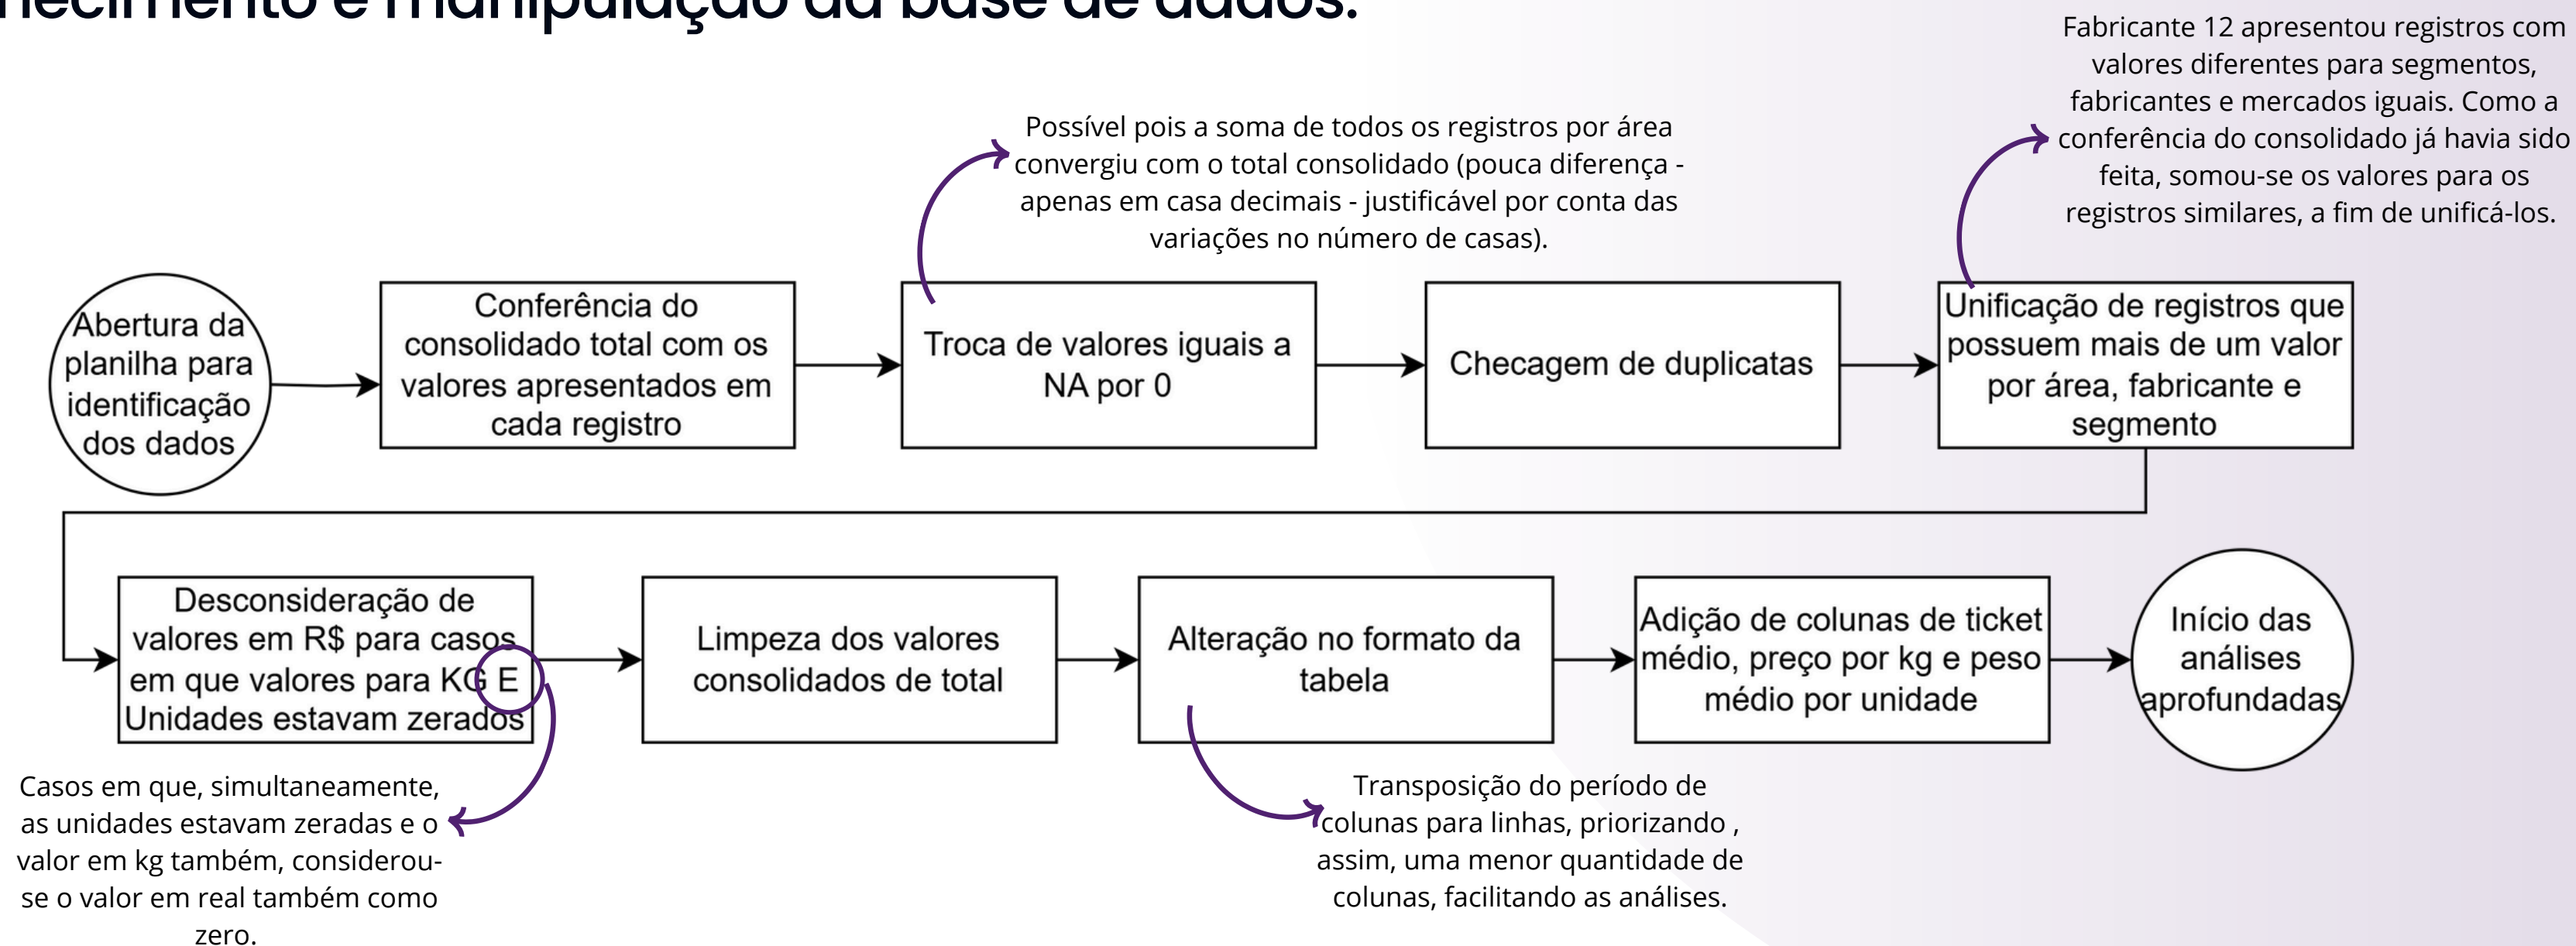 necimento e manipulação da base de dados.
Fabricante 12 apresentou registros com
valores diferentes para segmentos,
fabricantes e mercados iguais. Como a
conferência do consolidado já havia sido
feita, somou-se os valores para os
registros similares, a fim de unificá-los.
Possível pois a soma de todos os registros por área
convergiu com o total consolidado (pouca diferença -
apenas em casa decimais - justificável por conta das
variações no número de casas).
Abertura da
planilha para
identificação
dos dados
Conferência do
consolidado total com os
valores apresentados em
cada registro
Troca de valores iguais a
NA por 0
Checagem de duplicatas
Unificação de registros que
possuem mais de um valor
por área, fabricante e
segmento
Desconsideração de
valores em R$ para casos
em que valores para KG E
Unidades estavam zerados
Limpeza dos valores
consolidados de total
Alteração no formato da
tabela
Adição de colunas de ticket
médio, preço por kg e peso
médio por unidade
Início das
análises
aprofundadas
Casos em que, simultaneamente,
as unidades estavam zeradas e o
valor em kg também, considerou-
se o valor em real também como
zero.
Transposição do período de
colunas para linhas, priorizando ,
assim, uma menor quantidade de
colunas, facilitando as análises.